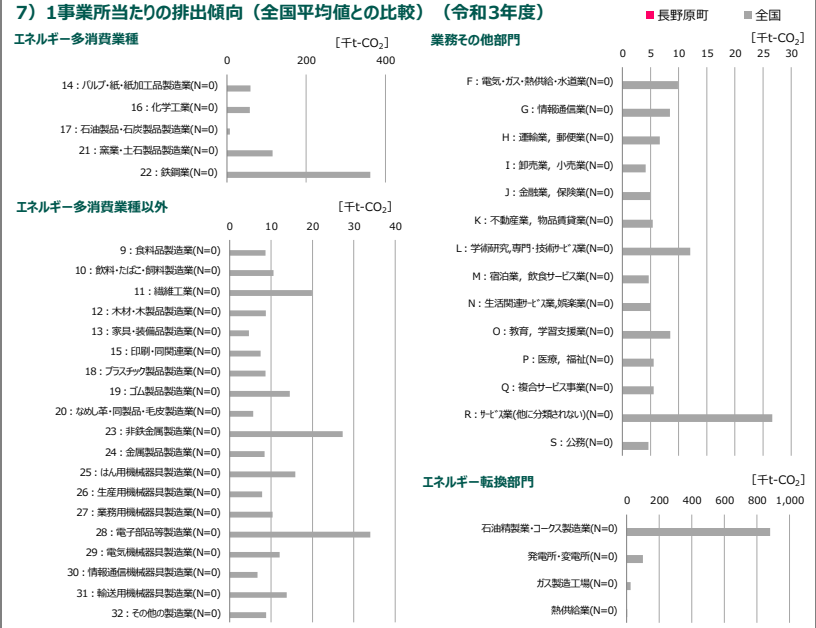 7）1事業所当たりの排出傾向（全国平均値との比較）（令和3年度）
■長野原町 ■全国
エネルギー多消費業種
[千t-CO₂]
0 200 400
14：パルプ・紙・紙加工品製造業(N=0)
16：化学工業(N=0)
17：石油製品・石炭製品製造業(N=0)
21：窯業・土石製品製造業(N=0)
22：鉄鋼業(N=0)
エネルギー多消費業種以外
[千t-CO₂]
0 10 20 30 40
9：食料品製造業(N=0)
10：飲料・たばこ・飼料製造業(N=0)
11：繊維工業(N=0)
12：木材・木製品製造業(N=0)
13：家具・装備品製造業(N=0)
15：印刷・同関連業(N=0)
18：プラスチック製品製造業(N=0)
19：ゴム製品製造業(N=0)
20：なめし革・同製品・毛皮製造業(N=0)
23：非鉄金属製造業(N=0)
24：金属製品製造業(N=0)
25：はん用機械器具製造業(N=0)
26：生産用機械器具製造業(N=0)
27：業務用機械器具製造業(N=0)
28：電子部品等製造業(N=0)
29：電気機械器具製造業(N=0)
30：情報通信機械器具製造業(N=0)
31：輸送用機械器具製造業(N=0)
32：その他の製造業(N=0)
業務その他部門
[千t-CO₂]
0 5 10 15 20 25 30
F：電気・ガス・熱供給・水道業(N=0)
G：情報通信業(N=0)
H：運輸業，郵便業(N=0)
I：卸売業，小売業(N=0)
J：金融業，保険業(N=0)
K：不動産業，物品賃貸業(N=0)
L：学術研究,専門・技術サービス業(N=0)
M：宿泊業，飲食サービス業(N=0)
N：生活関連サービス業,娯楽業(N=0)
O：教育，学習支援業(N=0)
P：医療，福祉(N=0)
Q：複合サービス事業(N=0)
R：サービス業(他に分類されない)(N=0)
S：公務(N=0)
エネルギー転換部門
[千t-CO₂]
0 200 400 600 800 1,000
石油精製業・コークス製造業(N=0)
発電所・変電所(N=0)
ガス製造工場(N=0)
熱供給業(N=0)